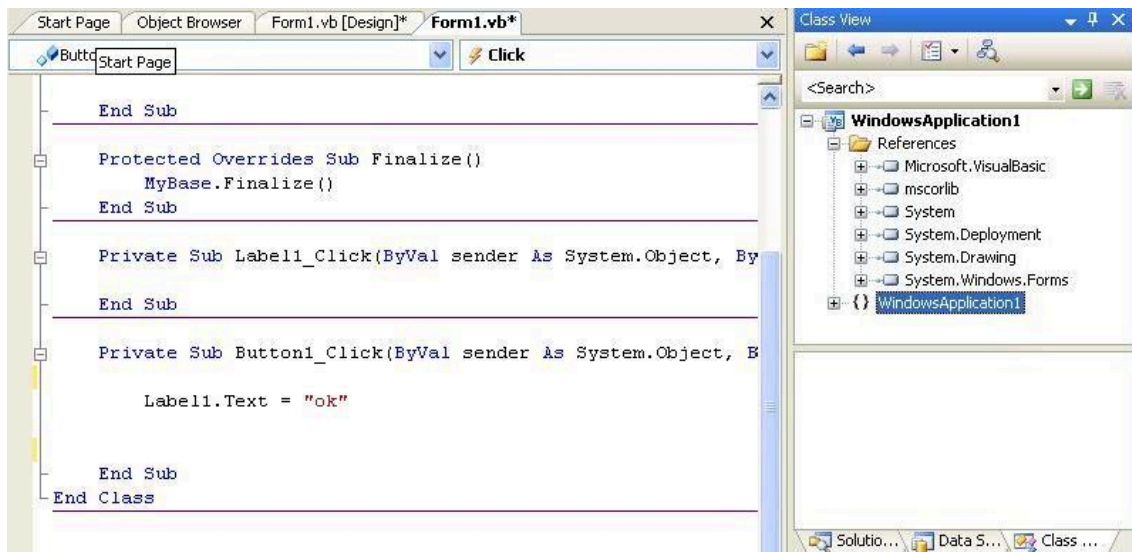 Start Page Object Browser Form1.vb [Design]* Form1.vb*
Click
Start Page
End Sub
Protected Overrides Sub Finalize()
MyBase.Finalize()
End Sub
Private Sub Label1_Click(ByVal sender As System.Object, By
End Sub
Private Sub Button1_Click(ByVal sender As System.Object, B
Label1.Text = "ok"
End Sub
End Class
Class View
<Search>
WindowsApplication1
References
Microsoft.VisualBasic
mscorlib
System
System.Deployment
System.Drawing
System.Windows.Forms
{} WindowsApplication1
Solutio... Data S... Class ...